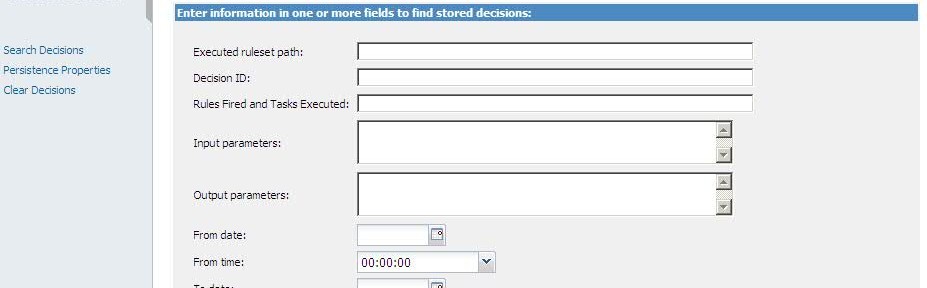 Enter information in one or more fields to find stored decisions:
Search Decisions
Persistence Properties
Clear Decisions
Executed ruleset path:
Decision ID:
Rules Fired and Tasks Executed:
Input parameters:
Output parameters:
From date:
From time:
00:00:00
To date: